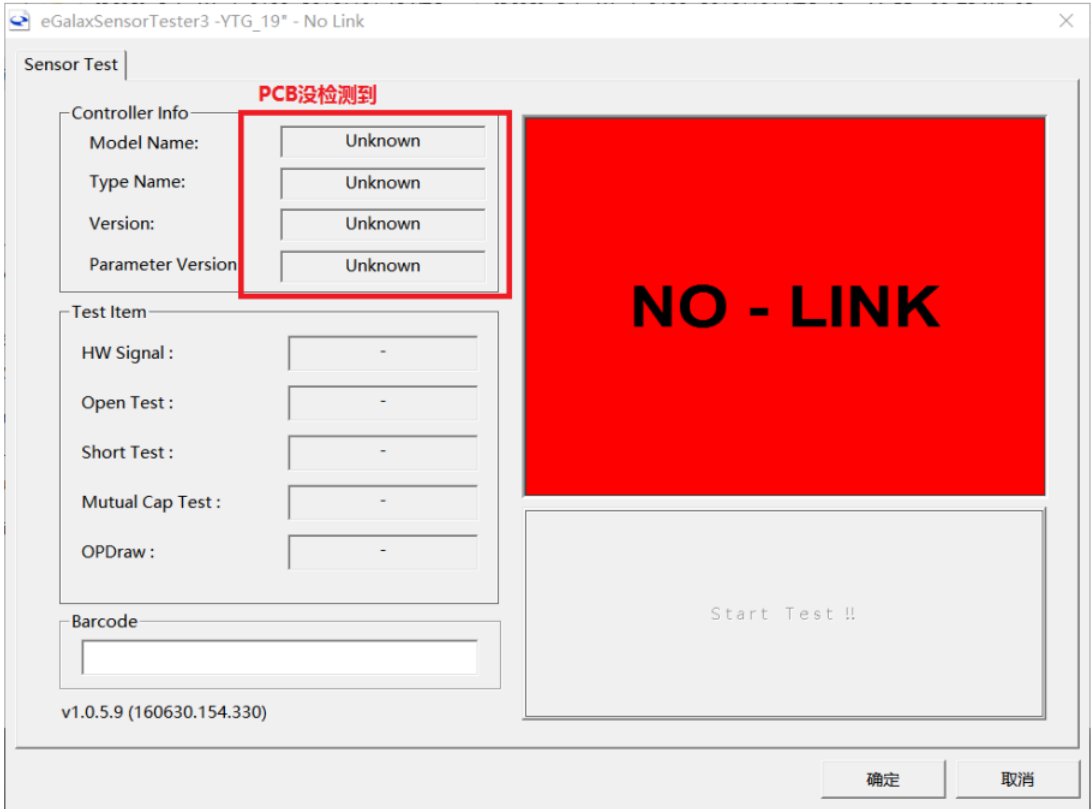 eGalaxSensorTester3 -YTG_19" - No Link
Sensor Test
PCB没检测到
Controller Info
Model Name: Unknown
Type Name: Unknown
Version: Unknown
Parameter Version Unknown
NO - LINK
Test Item
HW Signal : -
Open Test : -
Short Test : -
Mutual Cap Test : -
OPDraw : -
Start Test !!
Barcode
v1.0.5.9 (160630.154.330)
确定 取消